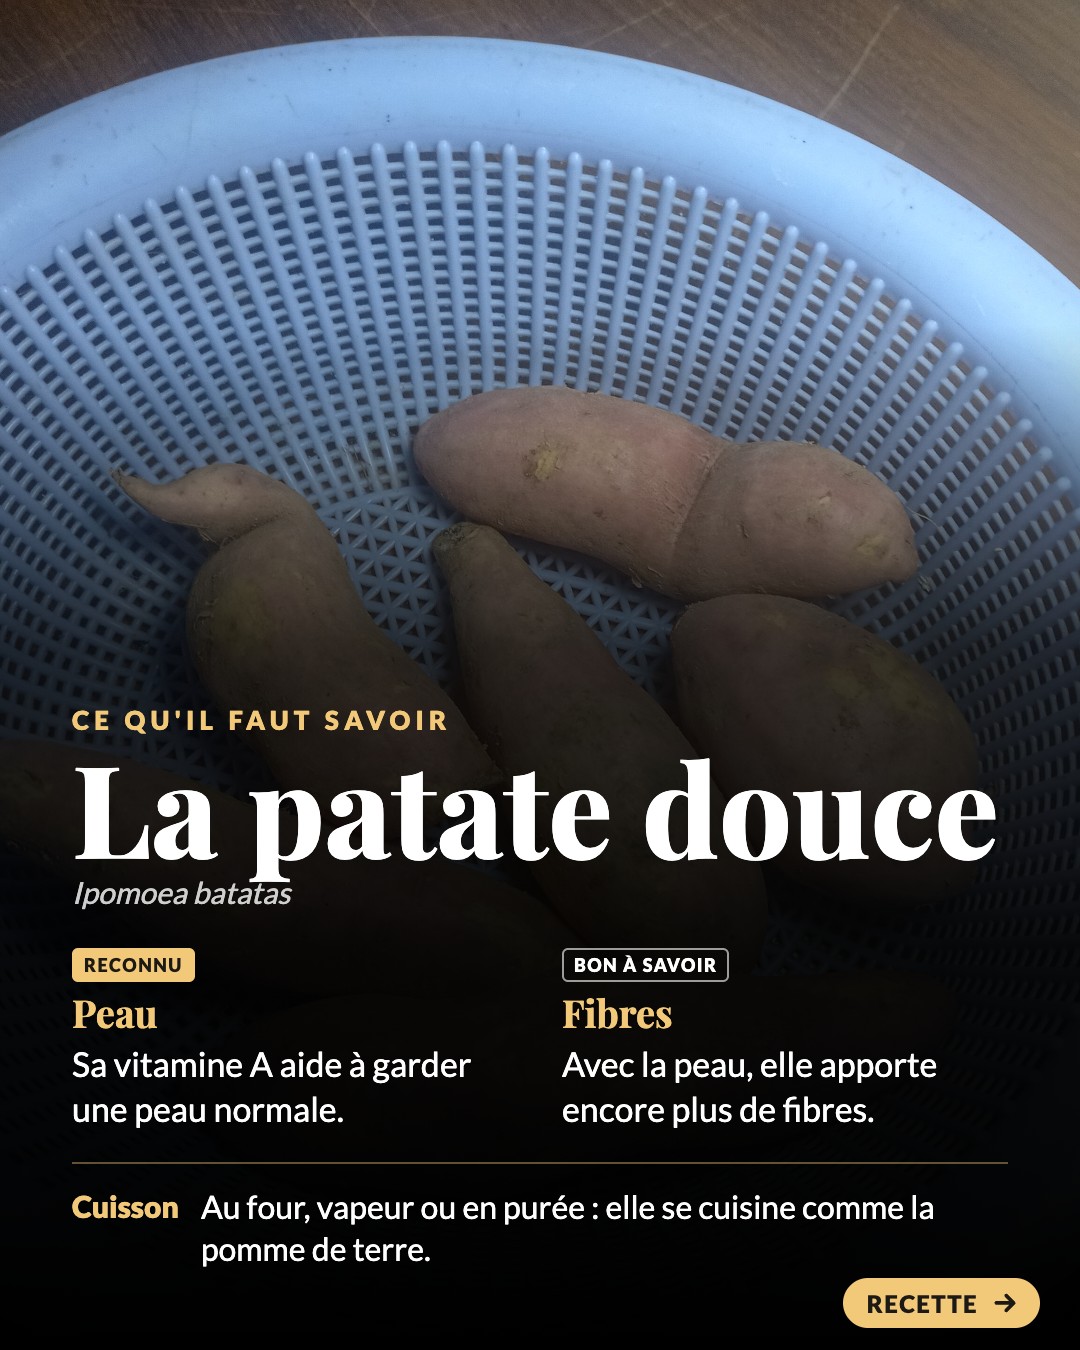 CE QU'IL FAUT SAVOIR
La patate douce
Ipomoea batatas
RECONNU
Peau
Sa vitamine A aide à garder
une peau normale.
BON À SAVOIR
Fibres
Avec la peau, elle apporte
encore plus de fibres.
Cuisson Au four, vapeur ou en purée : elle se cuisine comme la
pomme de terre.
RECETTE →